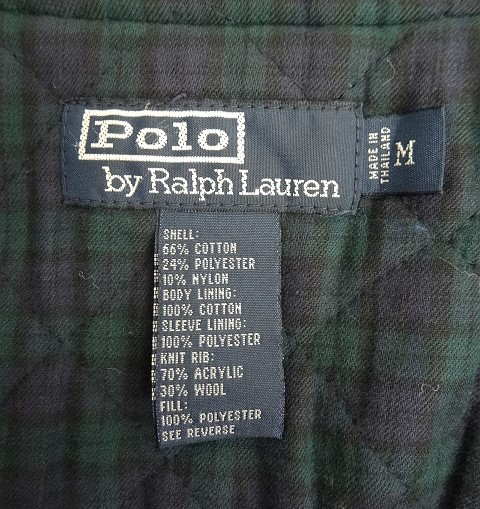 Polo
by Ralph Lauren
MADE IN
THAILAND
M
SHELL:
66% COTTON
24% POLYESTER
10% NYLON
BODY LINING:
100% COTTON
SLEEVE LINING:
100% POLYESTER
KNIT RIB:
70% ACRYLIC
30% WOOL
FILL:
100% POLYESTER
SEE REVERSE